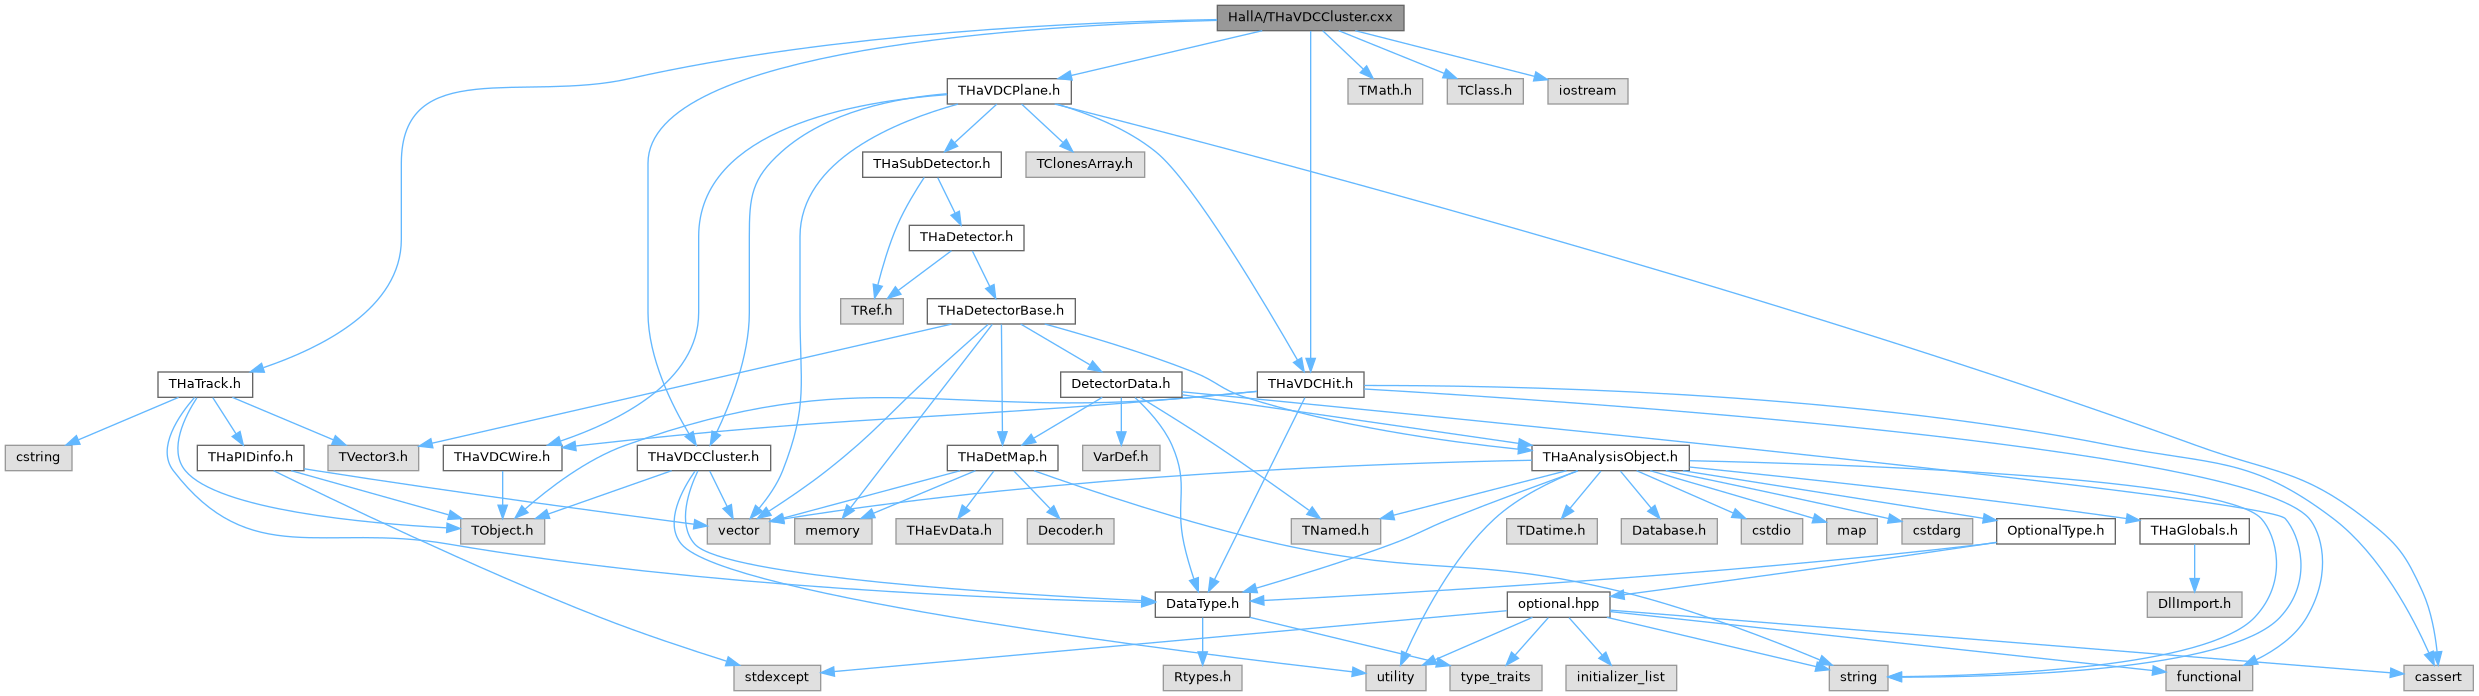 HallA/THaVDCCluster.cxx
THaVDCPlane.h
TMath.h
TClass.h
iostream
THaSubDetector.h
TClonesArray.h
THaDetector.h
TRef.h
THaDetectorBase.h
THaTrack.h
DetectorData.h
THaVDCHit.h
cstring
THaPIDinfo.h
TVector3.h
THaVDCWire.h
THaVDCCluster.h
THaDetMap.h
VarDef.h
THaAnalysisObject.h
TObject.h
vector
memory
THaEvData.h
Decoder.h
TNamed.h
TDatime.h
Database.h
cstdio
map
cstdarg
OptionalType.h
THaGlobals.h
DataType.h
optional.hpp
DllImport.h
stdexcept
Rtypes.h
utility
type_traits
initializer_list
string
functional
cassert